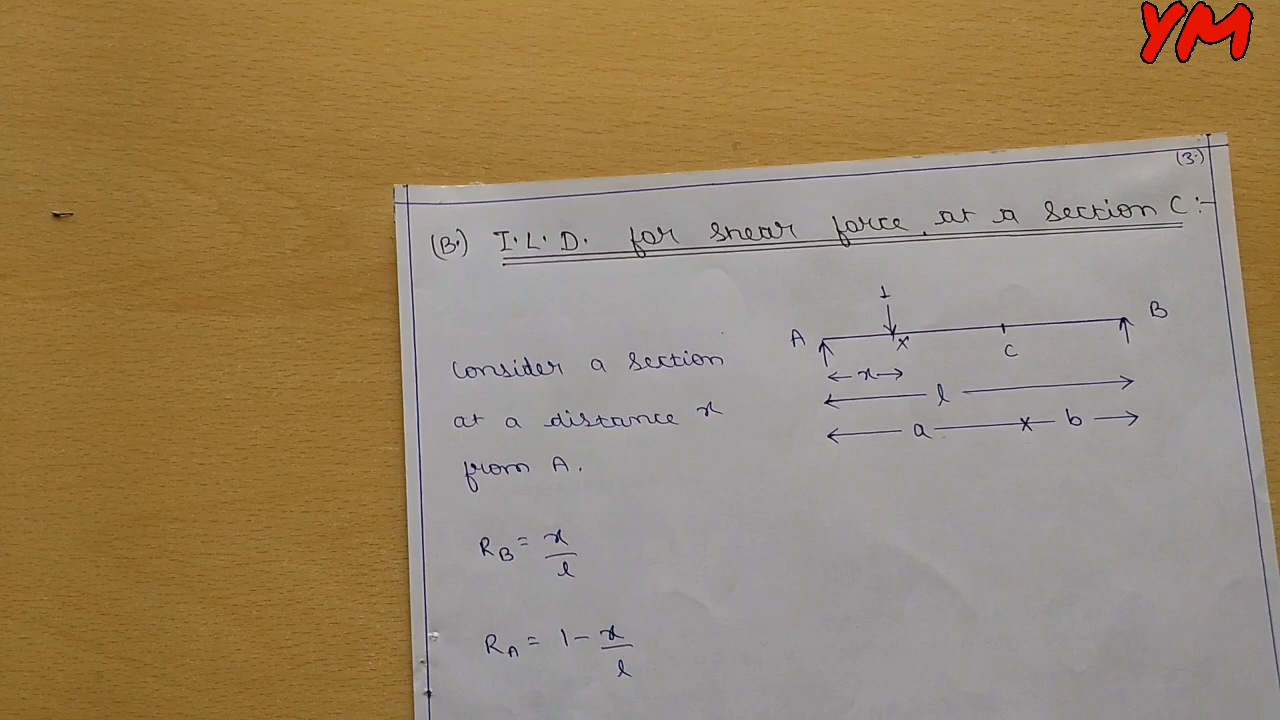 YM
(3.)
(B.) I.L.D. for shear force at a section C:-
1
A
B
x
C
Consider a section
x
l
at a distance x
a x b
from A.
R_B = x/l
R_A = 1 - x/l